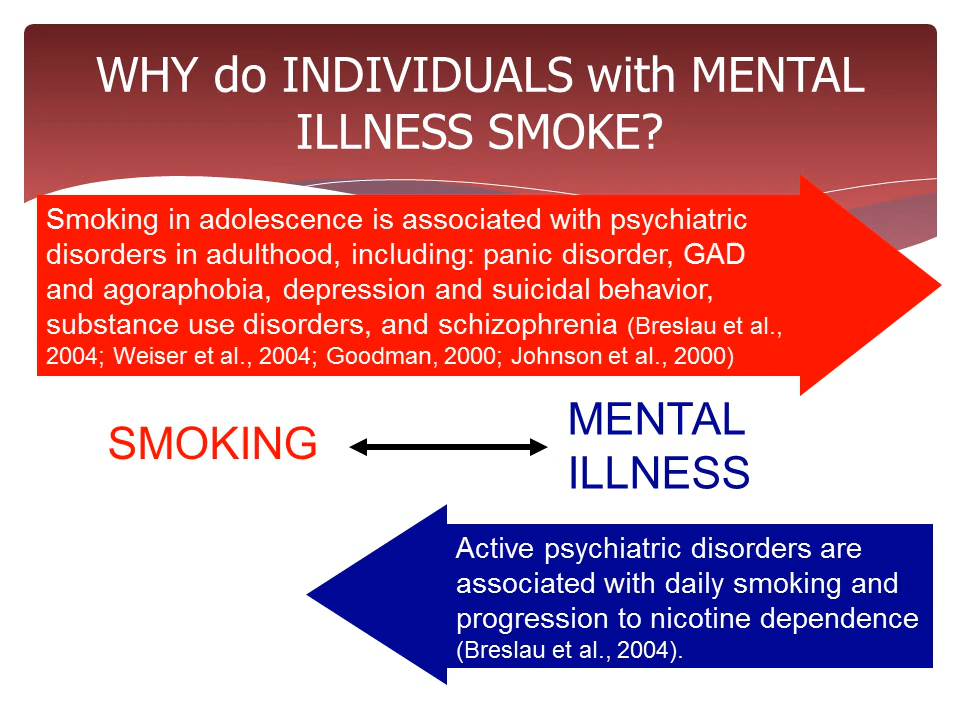 WHY do INDIVIDUALS with MENTAL
ILLNESS SMOKE?
Smoking in adolescence is associated with psychiatric
disorders in adulthood, including: panic disorder, GAD
and agoraphobia, depression and suicidal behavior,
substance use disorders, and schizophrenia (Breslau et al.,
2004; Weiser et al., 2004; Goodman, 2000; Johnson et al., 2000)
SMOKING
MENTAL
ILLNESS
Active psychiatric disorders are
associated with daily smoking and
progression to nicotine dependence
(Breslau et al., 2004).